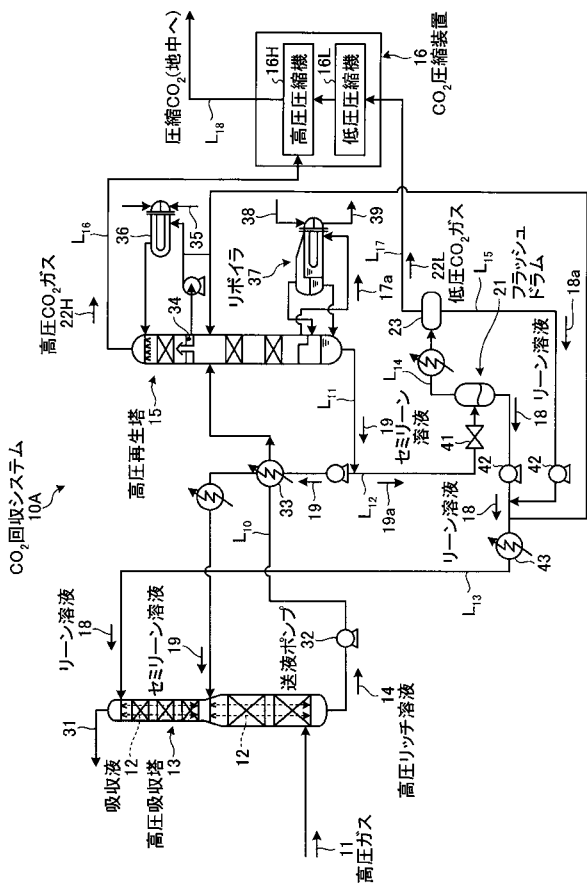 CO₂回収システム
10A
高圧CO₂ガス
22H
L₁₆
圧縮CO₂(地中へ)
L₁₈
16H
高圧圧縮機
16L
低圧圧縮機
16
CO₂圧縮装置
高圧再生塔
15
36
35
34
リボイラ
37
38
39
17a
L₁₇
22L
低圧CO₂ガス
L₁₅
21
フラッシュ
ドラム
23
L₁₄
L₁₁
19
セミリーン
溶液
41
18
リーン溶液
18a
42
42
33
19
L₁₂
19a
L₁₀
リーン溶液
18
43
L₁₃
リーン溶液
18
セミリーン溶液
19
31
吸収液
12
高圧吸収塔
13
12
送液ポンプ
32
14
高圧リッチ溶液
11
高圧ガス